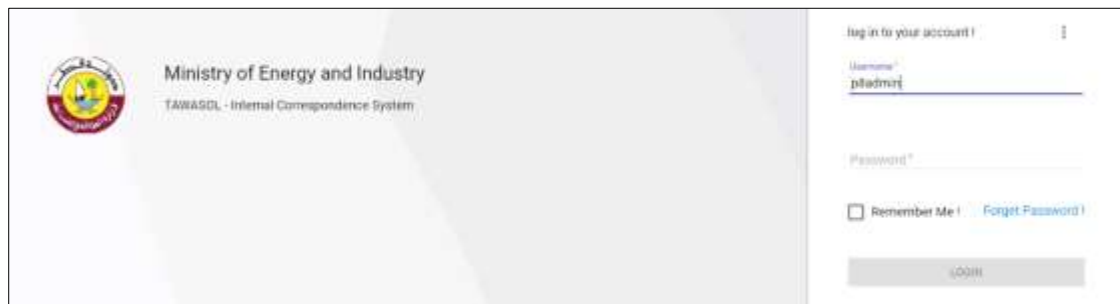 Ministry of Energy and Industry
TAWASOL - Internal Correspondence System
log in to your account !
Username *
p8admin
Password *
Remember Me !
Forget Password !
LOGIN